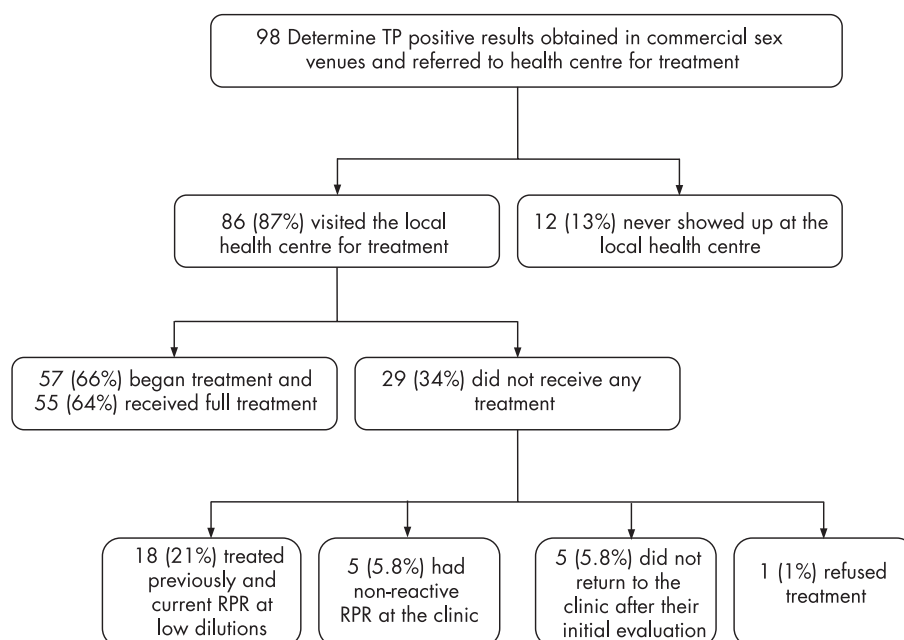 98 Determine TP positive results obtained in commercial sex
venues and referred to health centre for treatment
86 (87%) visited the local
health centre for treatment
12 (13%) never showed up at the
local health centre
57 (66%) began treatment and
55 (64%) received full treatment
29 (34%) did not receive any
treatment
18 (21%) treated
previously and
current RPR at
low dilutions
5 (5.8%) had
non-reactive
RPR at the clinic
5 (5.8%) did not
return to the
clinic after their
initial evaluation
1 (1%) refused
treatment